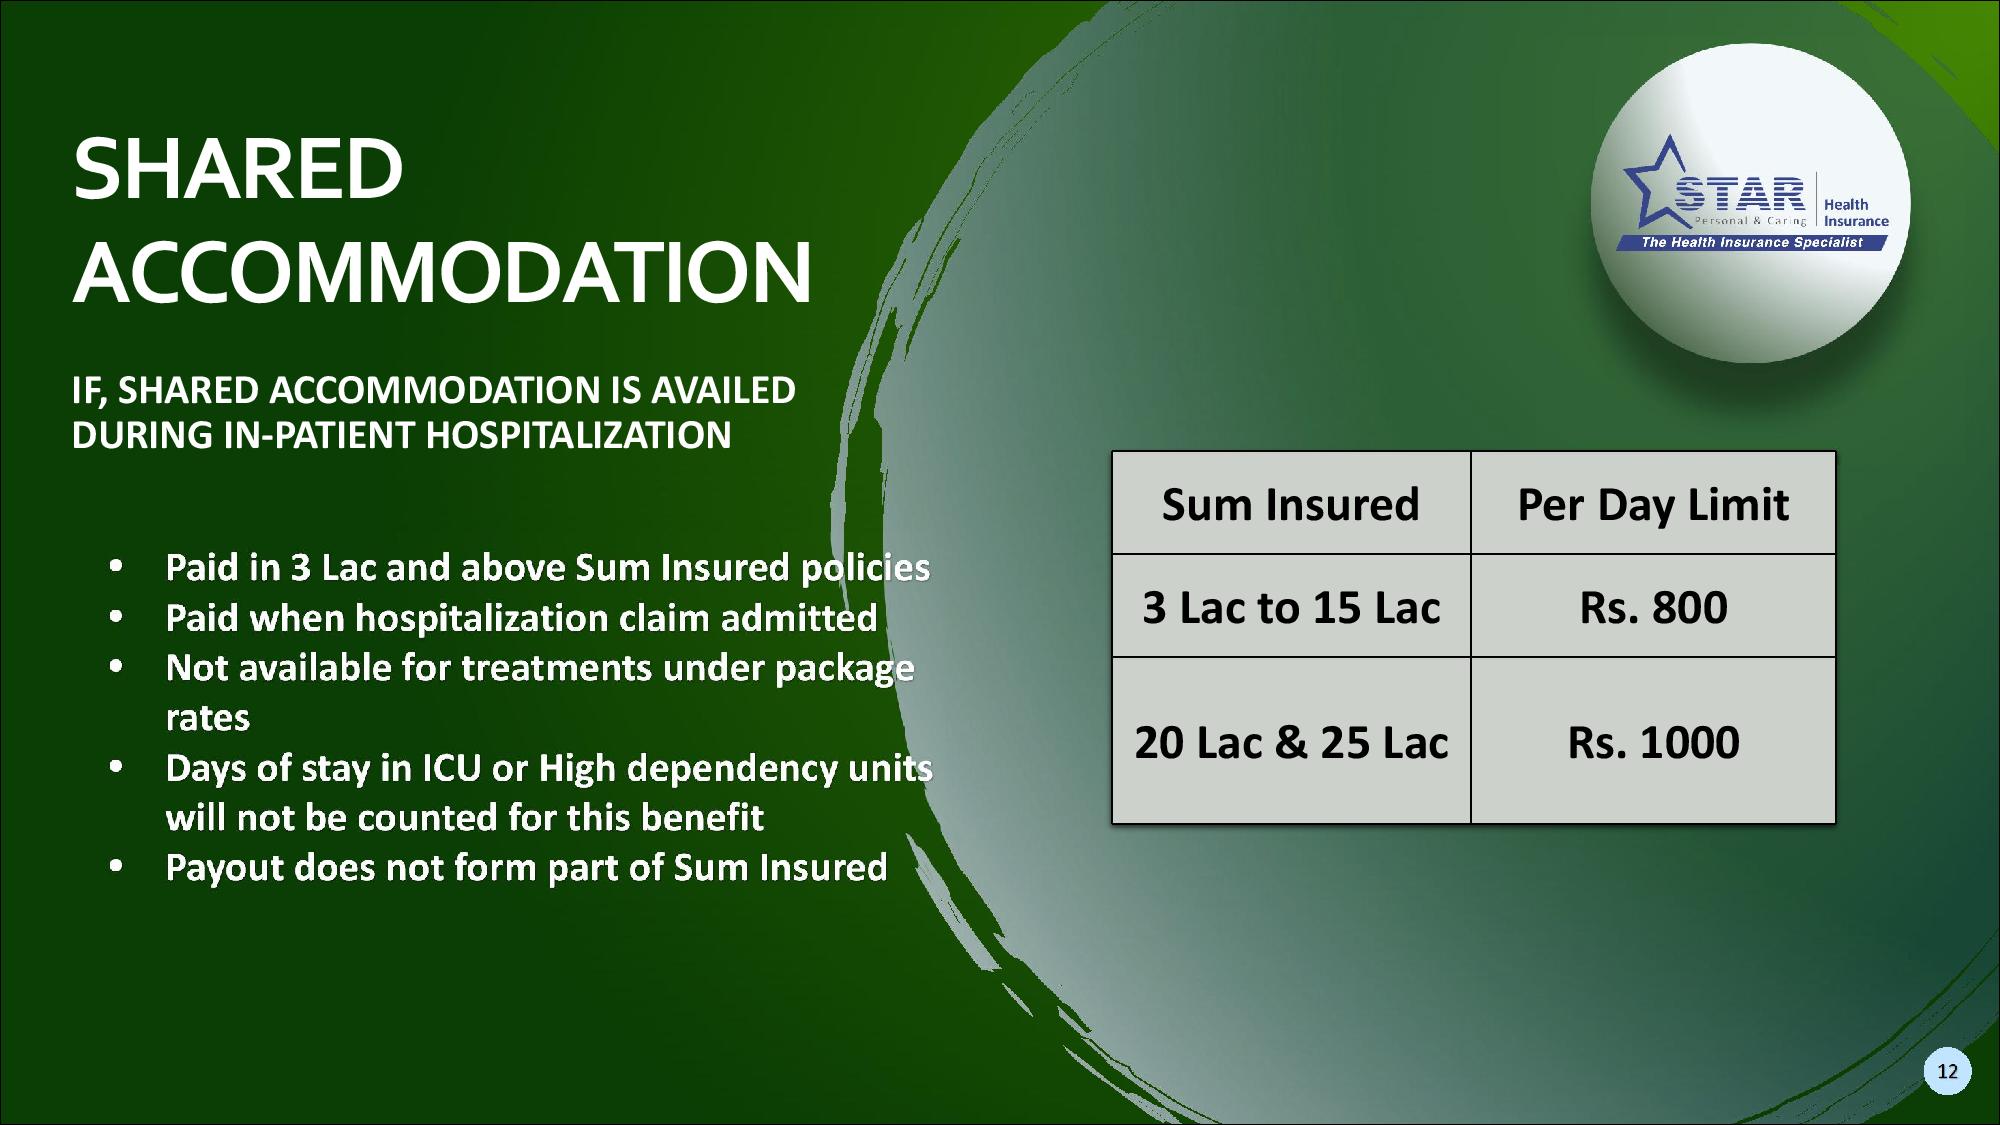 SHARED
ACCOMMODATION
STAR
Health
Insurance
Personal & Caring
The Health Insurance Specialist
IF, SHARED ACCOMMODATION IS AVAILED
DURING IN-PATIENT HOSPITALIZATION
• Paid in 3 Lac and above Sum Insured policies
• Paid when hospitalization claim admitted
• Not available for treatments under package
rates
• Days of stay in ICU or High dependency units
will not be counted for this benefit
• Payout does not form part of Sum Insured
Sum Insured Per Day Limit
3 Lac to 15 Lac Rs. 800
20 Lac & 25 Lac Rs. 1000
12